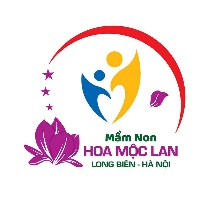 Mầm Non
HOA MỘC LAN
LONG BIÊN - HÀ NỘI